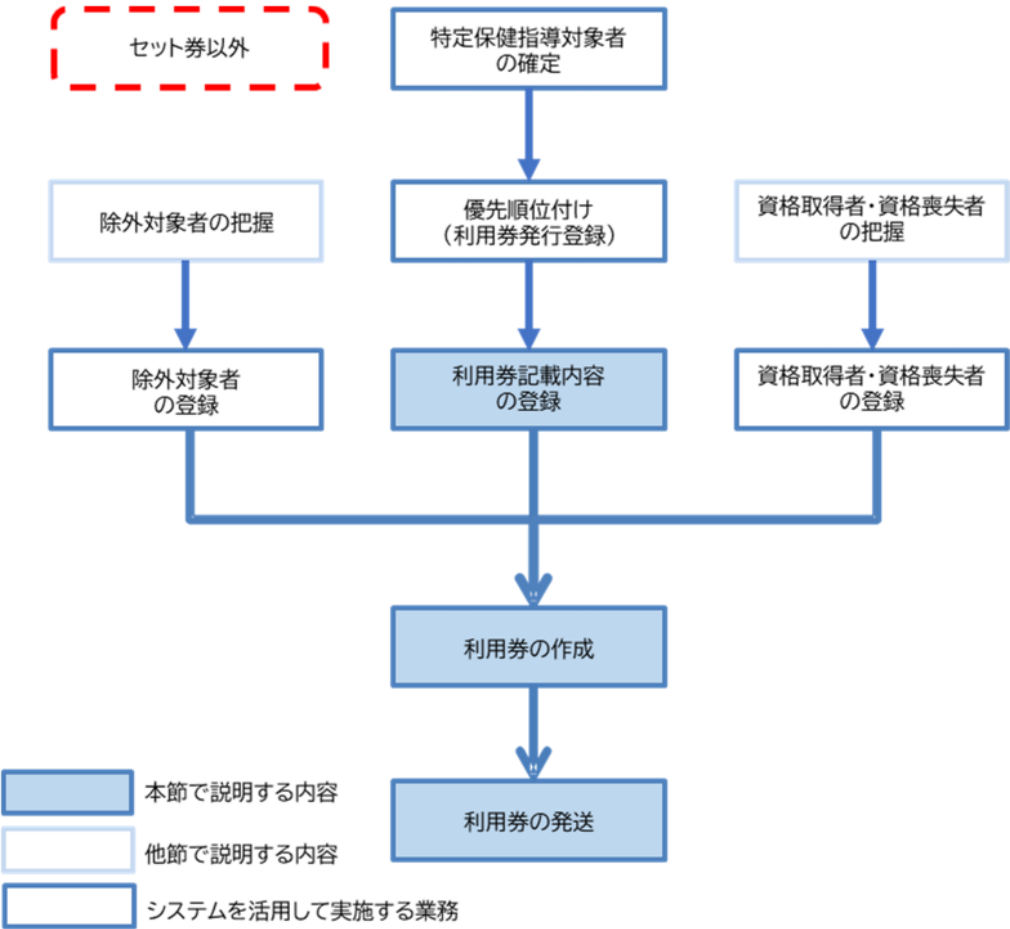 セット券以外
特定保健指導対象者
の確定
除外対象者の把握
優先順位付け
（利用券発行登録）
資格取得者・資格喪失者
の把握
除外対象者
の登録
利用券記載内容
の登録
資格取得者・資格喪失者
の登録
利用券の作成
利用券の発送
本節で説明する内容
他節で説明する内容
システムを活用して実施する業務